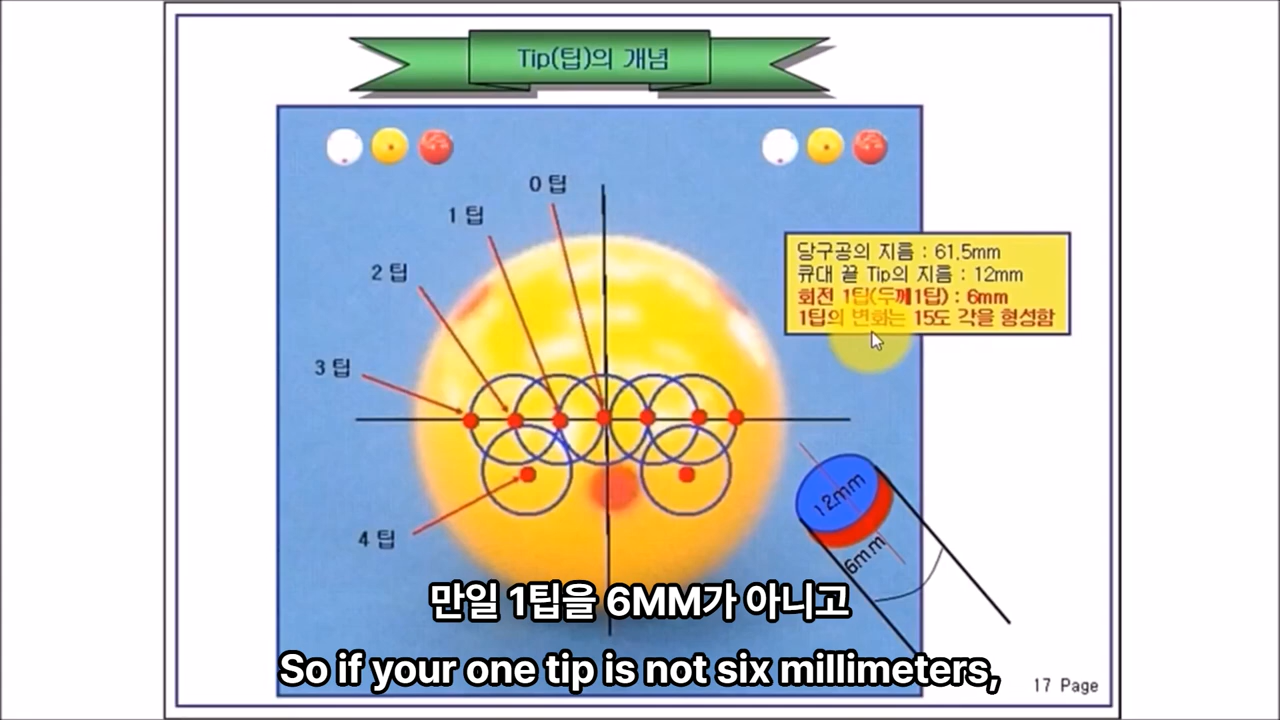 Tip(팁)의 개념
0 팁
1 팁
2 팁
3 팁
4 팁
당구공의 지름 : 61.5mm
큐대 끝 Tip의 지름 : 12mm
회전 1팁(두께1팁) : 6mm
1팁의 변화는 15도 각을 형성함
12mm
6mm
만일 1팁을 6MM가 아니고
So if your one tip is not six millimeters,
17 Page